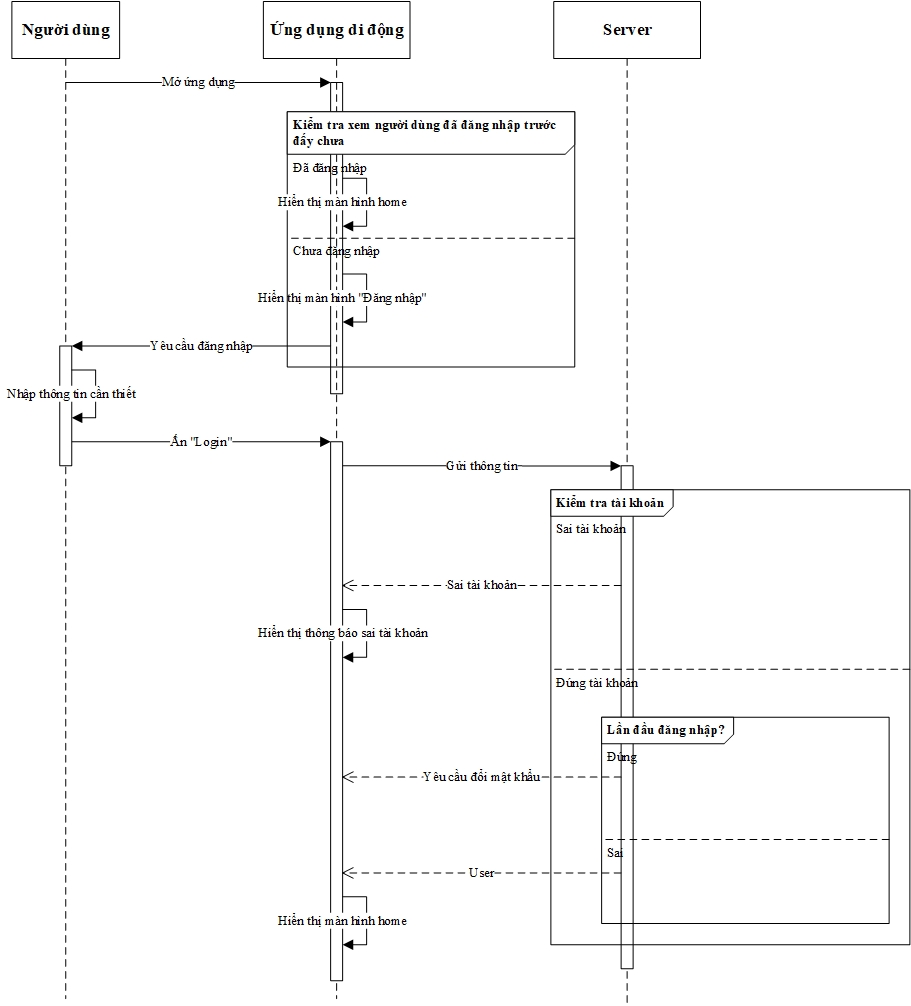 Người dùng
Ứng dụng di động
Server
Mở ứng dụng
Kiểm tra xem người dùng đã đăng nhập trước
đấy chưa
Đã đăng nhập
Hiển thị màn hình home
Chưa đăng nhập
Hiển thị màn hình "Đăng nhập"
Yêu cầu đăng nhập
Nhập thông tin cần thiết
Ấn "Login"
Gửi thông tin
Kiểm tra tài khoản
Sai tài khoản
Sai tài khoản
Hiển thị thông báo sai tài khoản
Đúng tài khoản
Lần đầu đăng nhập?
Đúng
Yêu cầu đổi mật khẩu
Sai
User
Hiển thị màn hình home